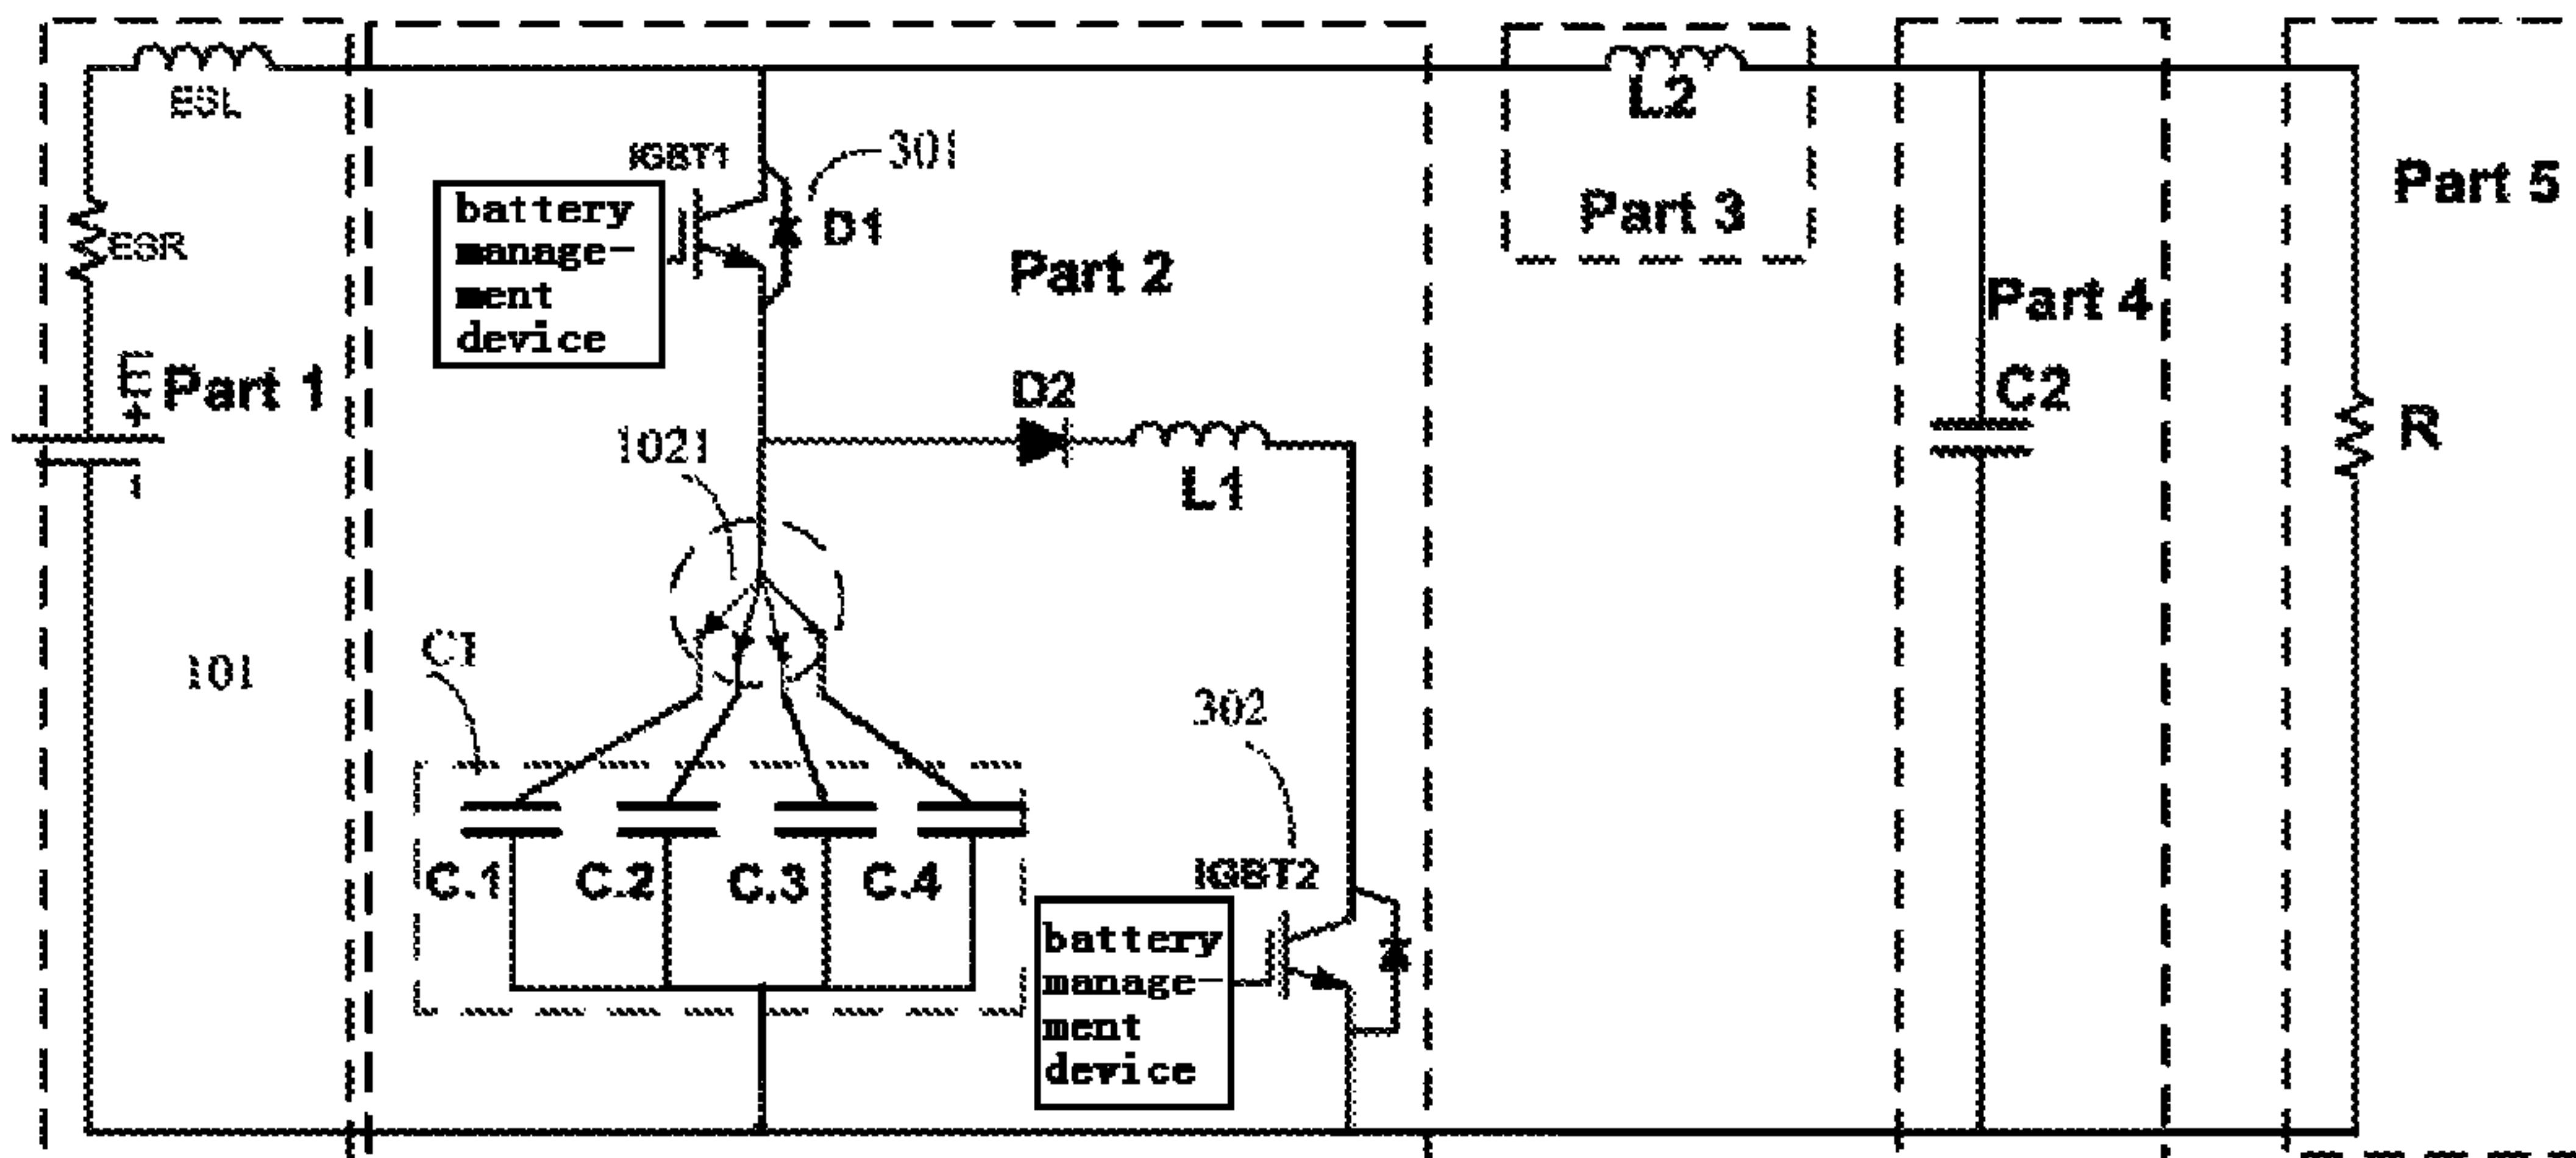 ESL
L2
IGBT1
301
battery
manage-
ment
device
D1
ESR
Part 2
Part 3
Part 5
Part 4
E
+
-
Part 1
D2
C2
R
1021
L1
C1
101
302
C.1
C.2
C.3
C.4
IGBT2
battery
manage-
ment
device